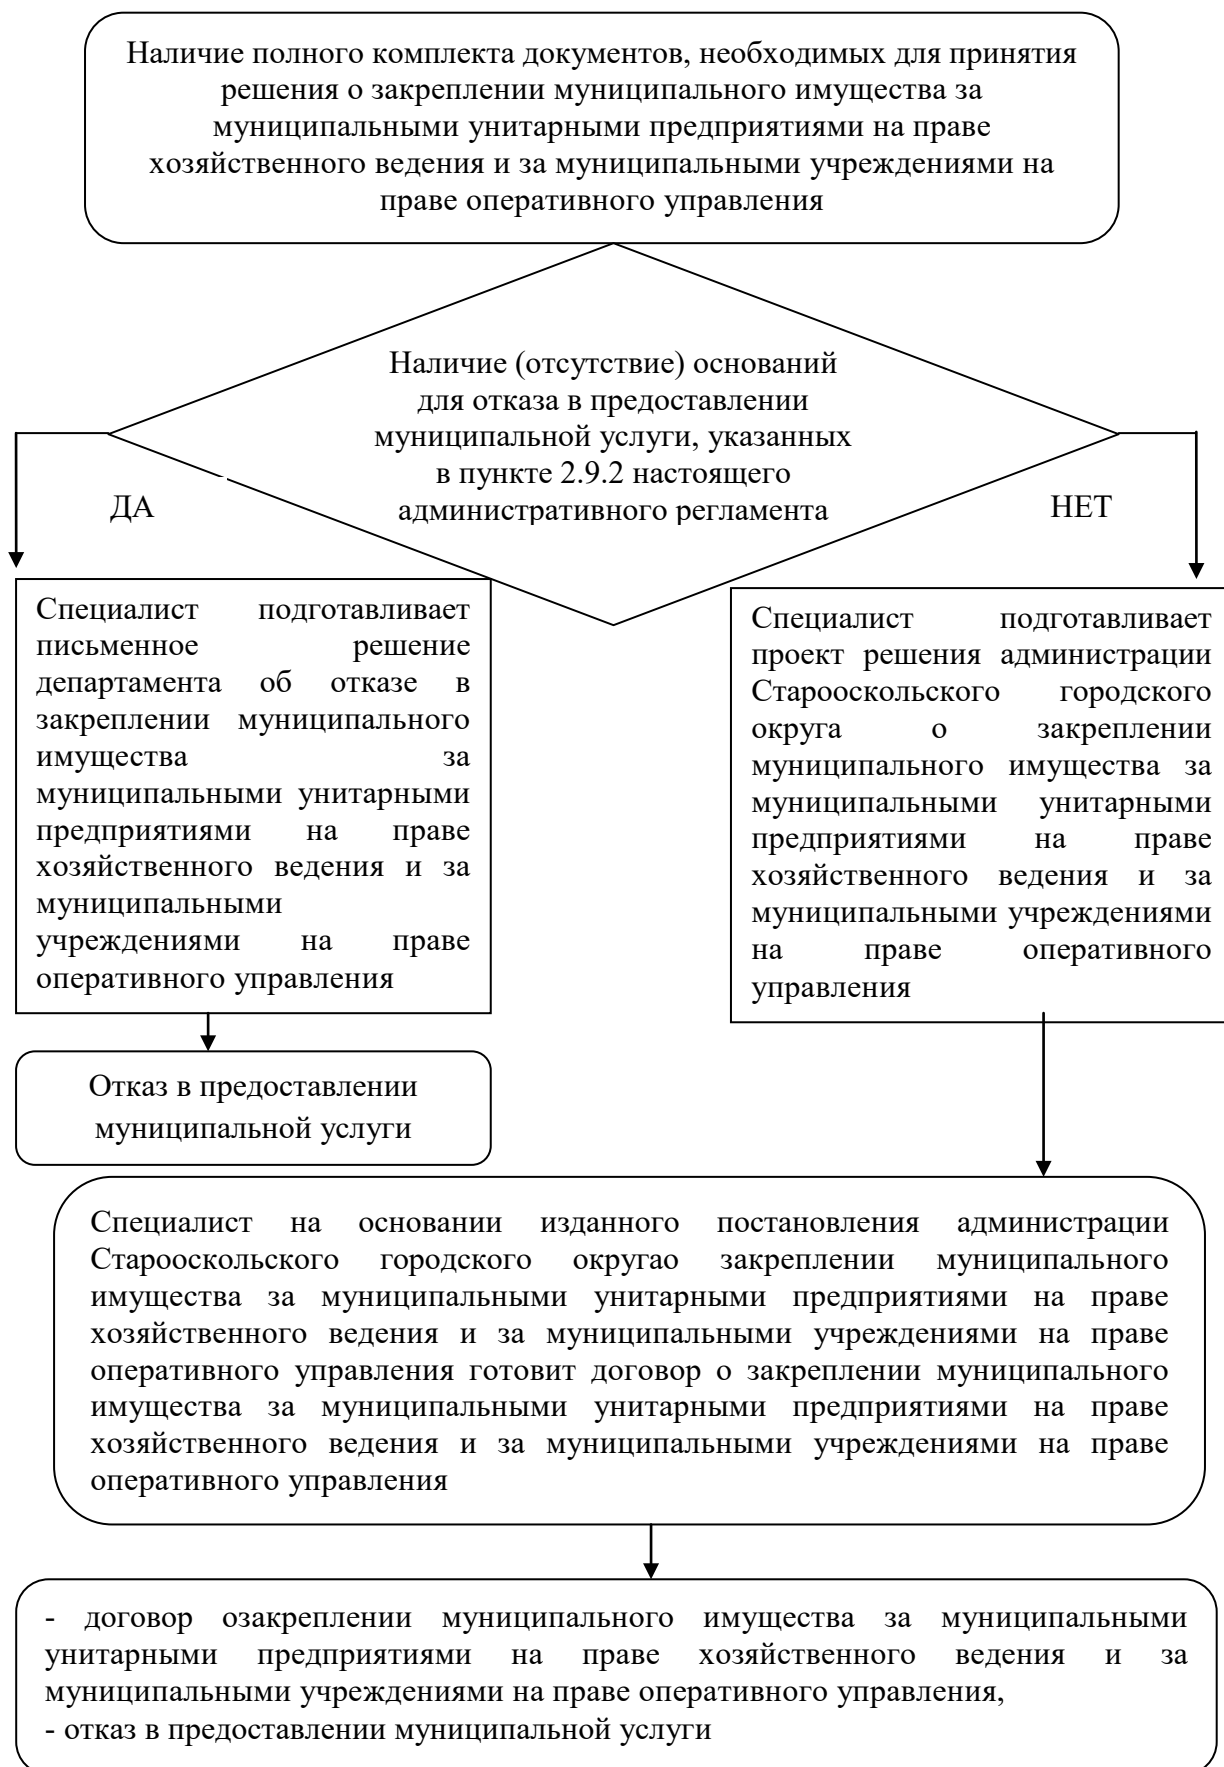 Наличие полного комплекта документов, необходимых для принятия
решения о закреплении муниципального имущества за
муниципальными унитарными предприятиями на праве
хозяйственного ведения и за муниципальными учреждениями на
праве оперативного управления
Наличие (отсутствие) оснований
для отказа в предоставлении
муниципальной услуги, указанных
в пункте 2.9.2 настоящего
административного регламента
ДА
НЕТ
Специалист подготавливает
письменное решение
департамента об отказе в
закреплении муниципального
имущества за
муниципальными унитарными
предприятиями на праве
хозяйственного ведения и за
муниципальными
учреждениями на праве
оперативного управления
Специалист подготавливает
проект решения администрации
Старооскольского городского
округа о закреплении
муниципального имущества за
муниципальными унитарными
предприятиями на праве
хозяйственного ведения и за
муниципальными учреждениями
на праве оперативного
управления
Отказ в предоставлении
муниципальной услуги
Специалист на основании изданного постановления администрации
Старооскольского городского округао закреплении муниципального
имущества за муниципальными унитарными предприятиями на праве
хозяйственного ведения и за муниципальными учреждениями на праве
оперативного управления готовит договор о закреплении муниципального
имущества за муниципальными унитарными предприятиями на праве
хозяйственного ведения и за муниципальными учреждениями на праве
оперативного управления
- договор озакреплении муниципального имущества за муниципальными
унитарными предприятиями на праве хозяйственного ведения и за
муниципальными учреждениями на праве оперативного управления,
- отказ в предоставлении муниципальной услуги